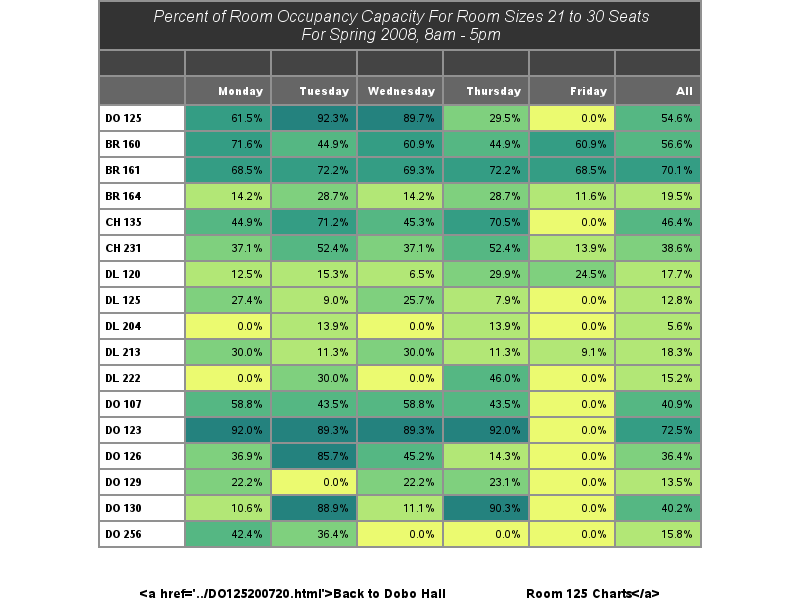 Percent of Room Occupancy Capacity For Room Sizes 21 to 30 Seats
For Spring 2008, 8am - 5pm
Monday Tuesday Wednesday Thursday Friday All
DO 125 61.5% 92.3% 89.7% 29.5% 0.0% 54.6%
BR 160 71.6% 44.9% 60.9% 44.9% 60.9% 56.6%
BR 161 68.5% 72.2% 69.3% 72.2% 68.5% 70.1%
BR 164 14.2% 28.7% 14.2% 28.7% 11.6% 19.5%
CH 135 44.9% 71.2% 45.3% 70.5% 0.0% 46.4%
CH 231 37.1% 52.4% 37.1% 52.4% 13.9% 38.6%
DL 120 12.5% 15.3% 6.5% 29.9% 24.5% 17.7%
DL 125 27.4% 9.0% 25.7% 7.9% 0.0% 12.8%
DL 204 0.0% 13.9% 0.0% 13.9% 0.0% 5.6%
DL 213 30.0% 11.3% 30.0% 11.3% 9.1% 18.3%
DL 222 0.0% 30.0% 0.0% 46.0% 0.0% 15.2%
DO 107 58.8% 43.5% 58.8% 43.5% 0.0% 40.9%
DO 123 92.0% 89.3% 89.3% 92.0% 0.0% 72.5%
DO 126 36.9% 85.7% 45.2% 14.3% 0.0% 36.4%
DO 129 22.2% 0.0% 22.2% 23.1% 0.0% 13.5%
DO 130 10.6% 88.9% 11.1% 90.3% 0.0% 40.2%
DO 256 42.4% 36.4% 0.0% 0.0% 0.0% 15.8%
<a href='../DO125200720.html'>Back to Dobo Hall Room 125 Charts</a>